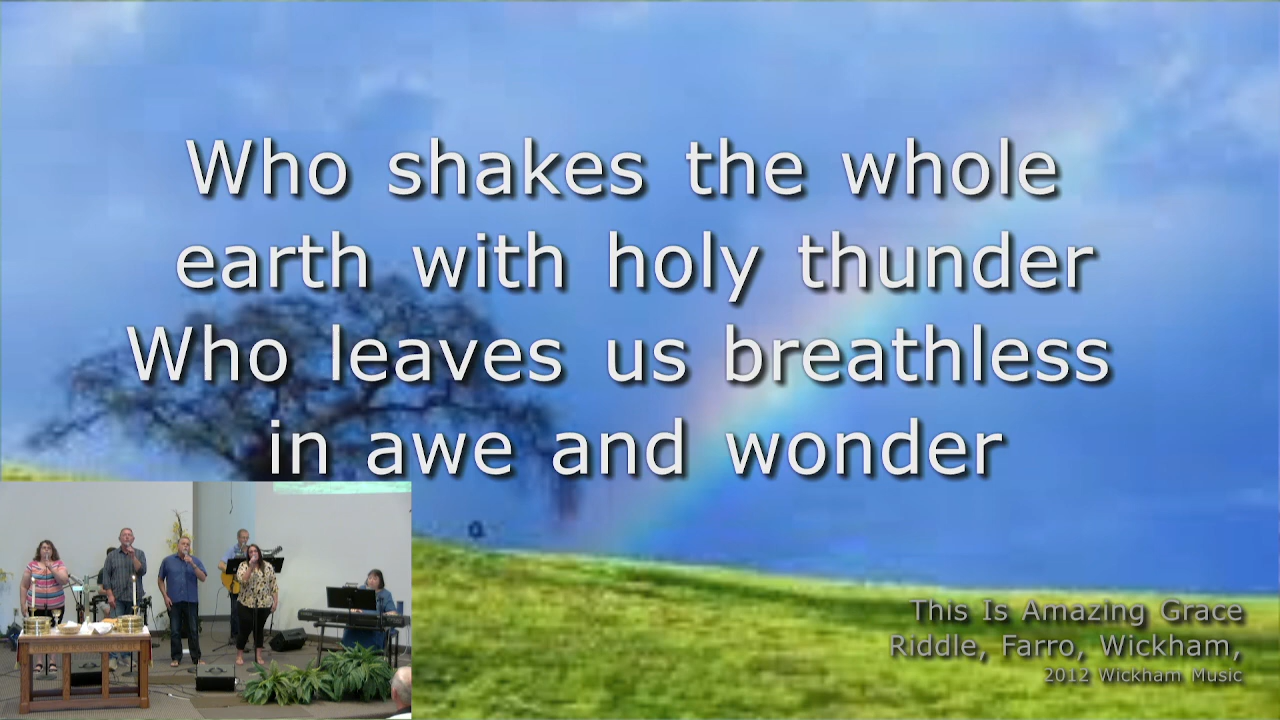 Who shakes the whole
earth with holy thunder
Who leaves us breathless
in awe and wonder
This Is Amazing Grace
Riddle, Farro, Wickham,
2012 Wickham Music